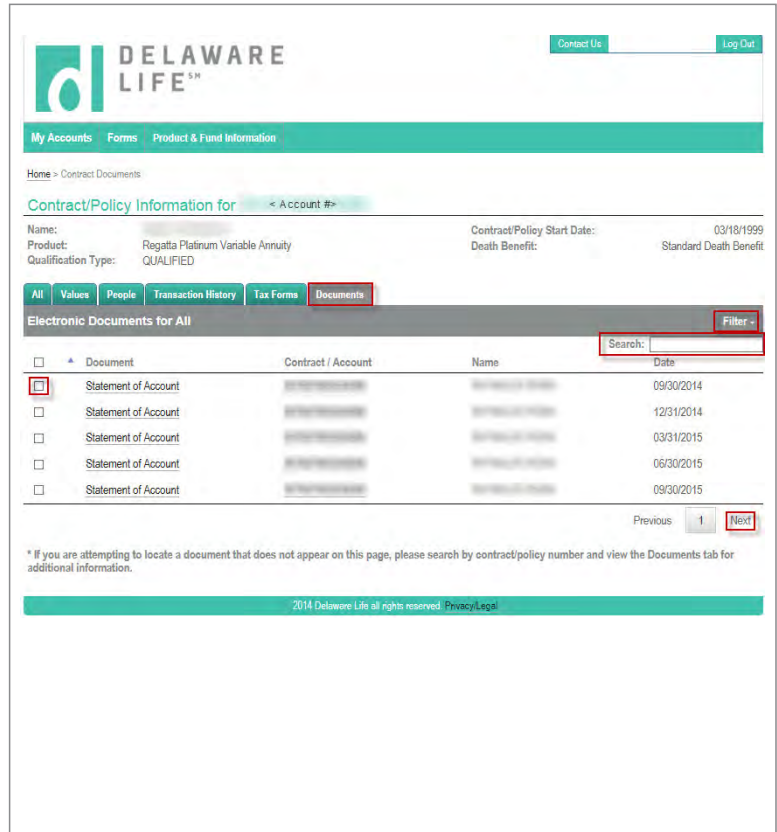 Contact Us Log Out
DELAWARE
LIFE℠
My Accounts Forms Product & Fund Information
Home > Contract Documents
Contract/Policy Information for < Account #>
Name: Contract/Policy Start Date: 03/18/1999
Product: Regatta Platinum Variable Annuity Death Benefit: Standard Death Benefit
Qualification Type: QUALIFIED
All Values People Transaction History Tax Forms Documents
Electronic Documents for All Filter -
Search:
Document Contract / Account Name Date
Statement of Account 09/30/2014
Statement of Account 12/31/2014
Statement of Account 03/31/2015
Statement of Account 06/30/2015
Statement of Account 09/30/2015
Previous 1 Next
* If you are attempting to locate a document that does not appear on this page, please search by contract/policy number and view the Documents tab for
additional information.
2014 Delaware Life all rights reserved Privacy/Legal